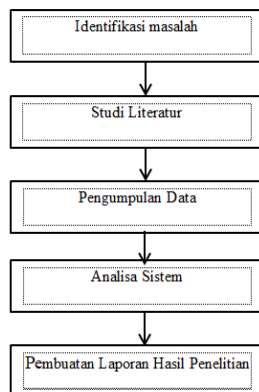 Identifikasi masalah
Studi Literatur
Pengumpulan Data
Analisa Sistem
Pembuatan Laporan Hasil Penelitian